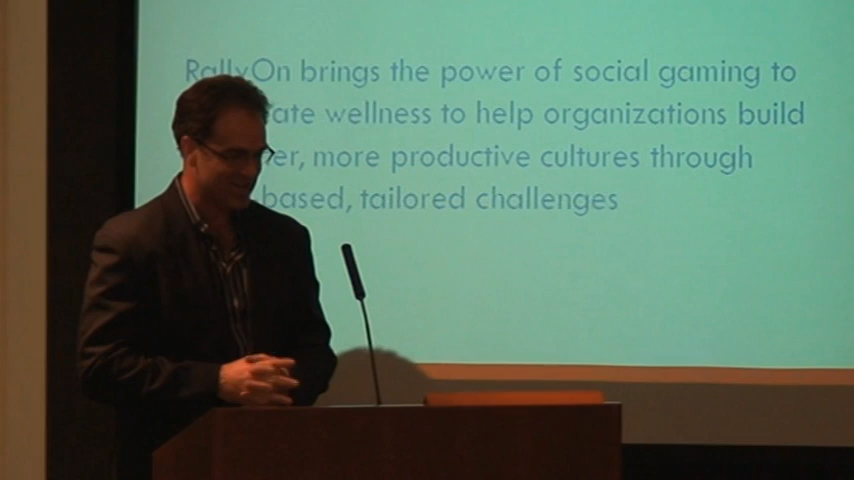 RallyOn brings the power of social gaming to
wellness to help organizations build
more productive cultures through
based, tailored challenges